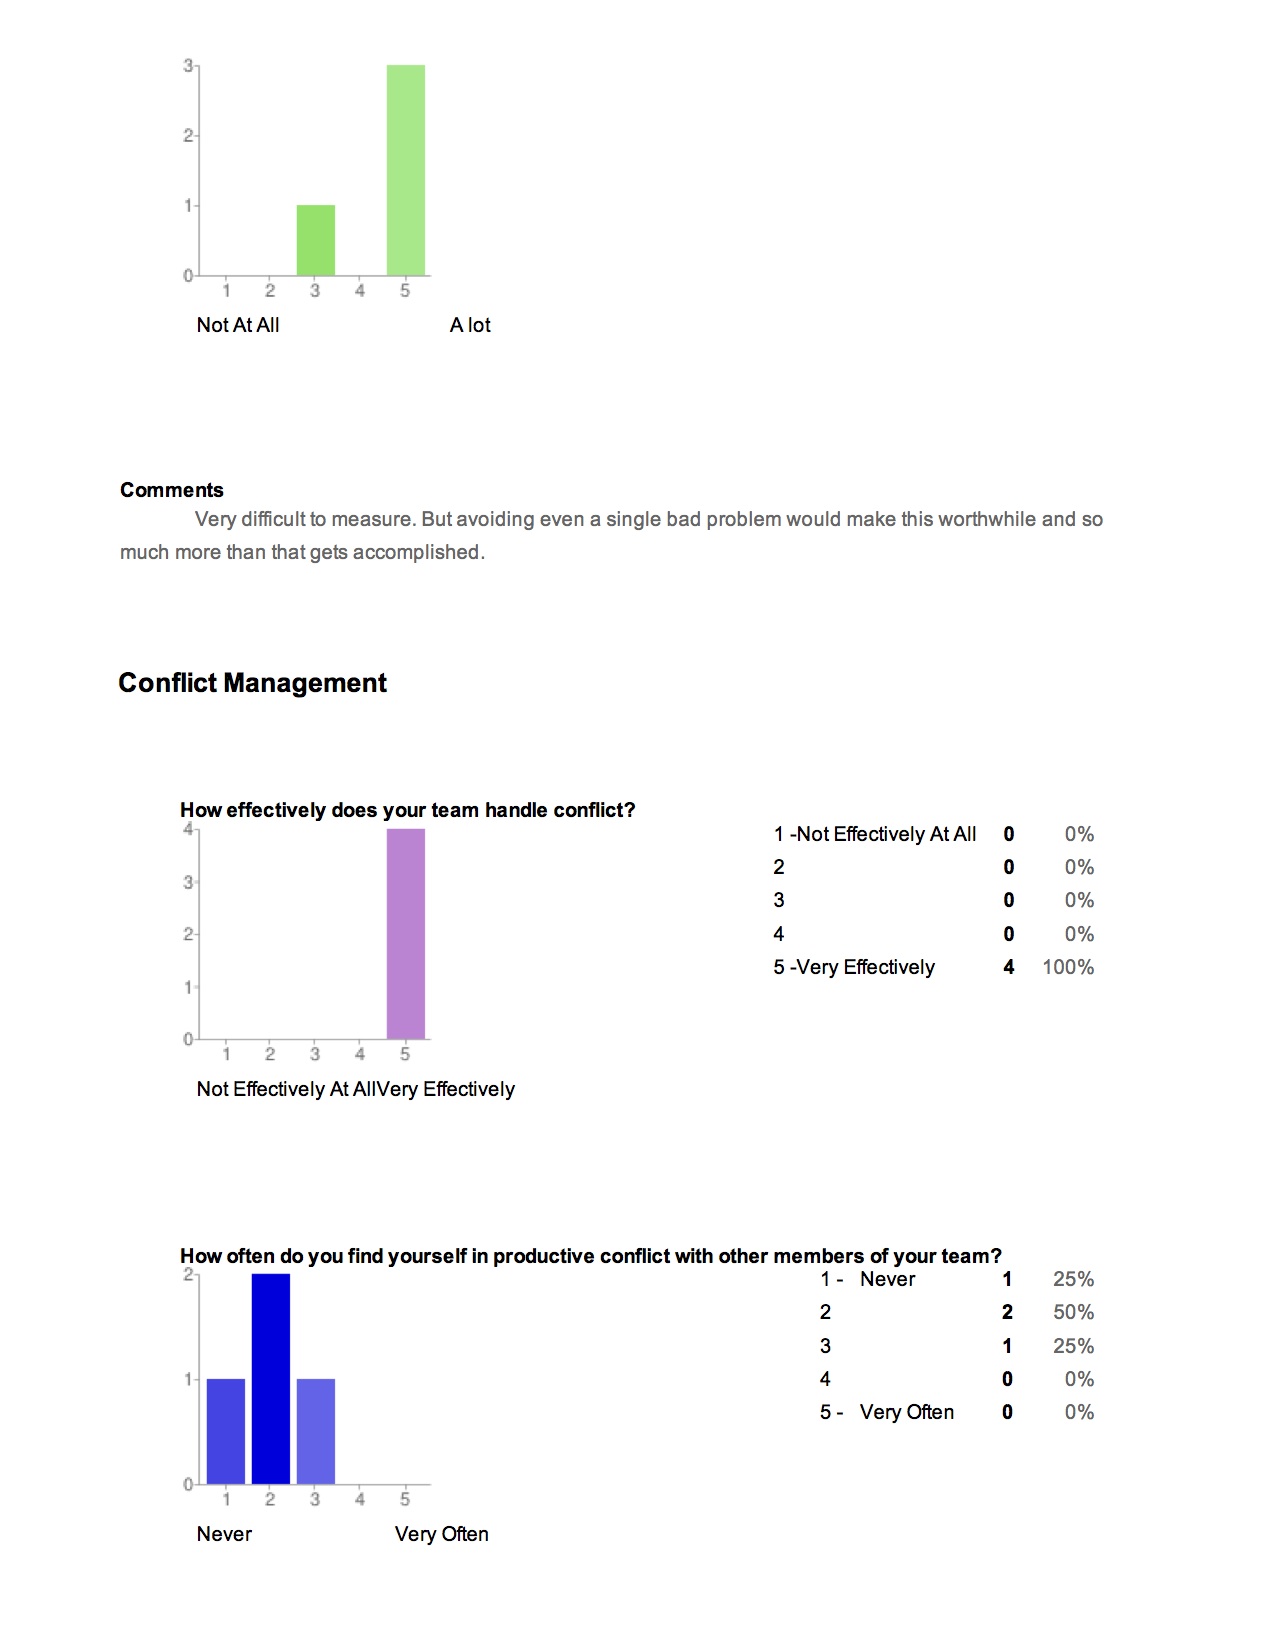 3
2
1
0
1 2 3 4 5
Not At All A lot
Comments
Very difficult to measure. But avoiding even a single bad problem would make this worthwhile and so
much more than that gets accomplished.
Conflict Management
How effectively does your team handle conflict?
4
3
2
1
0
1 2 3 4 5
Not Effectively At AllVery Effectively
1 -Not Effectively At All 0 0%
2 0 0%
3 0 0%
4 0 0%
5 -Very Effectively 4 100%
How often do you find yourself in productive conflict with other members of your team?
2
1
0
1 2 3 4 5
Never Very Often
1 - Never 1 25%
2 2 50%
3 1 25%
4 0 0%
5 - Very Often 0 0%